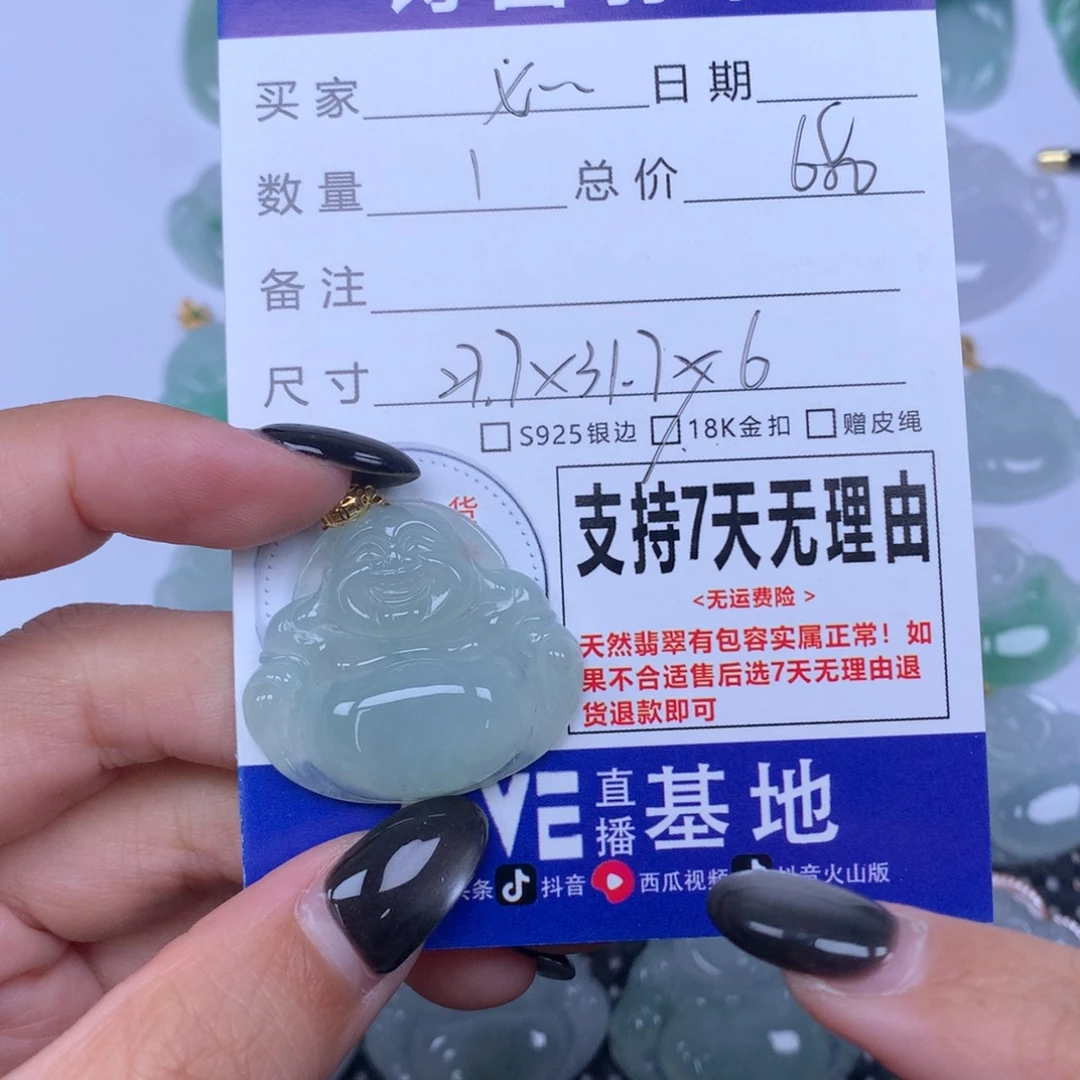 买家 日期
数量 1 总价 680
备注
尺寸 27.7×31.7×6
S925银边 18K金扣 赠皮绳
货
支持7天无理由
<无运费险>
天然翡翠有包容实属正常！如
果不合适售后选7天无理由退
货退款即可
VE 直播基地
头条 抖音 西瓜视频 抖音火山版